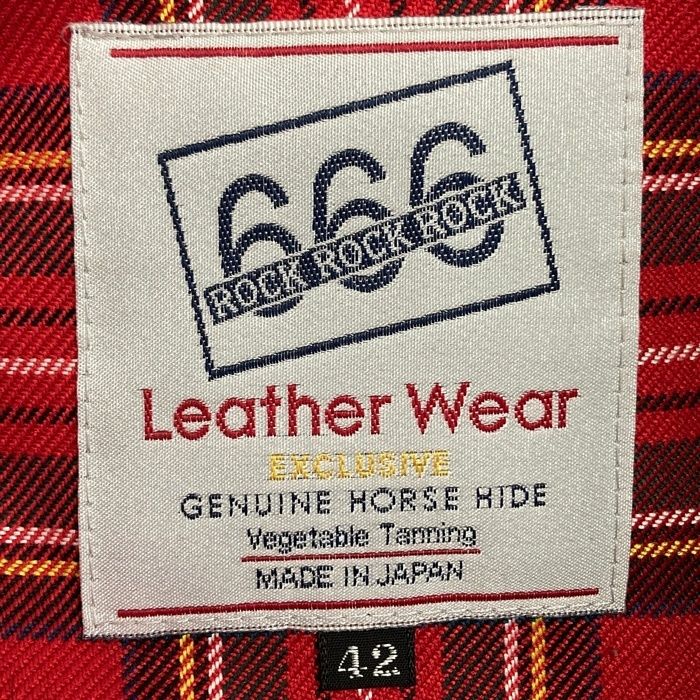 666
ROCK ROCK ROCK
Leather Wear
EXCLUSIVE
GENUINE HORSE HIDE
Vegetable Tanning
MADE IN JAPAN
42